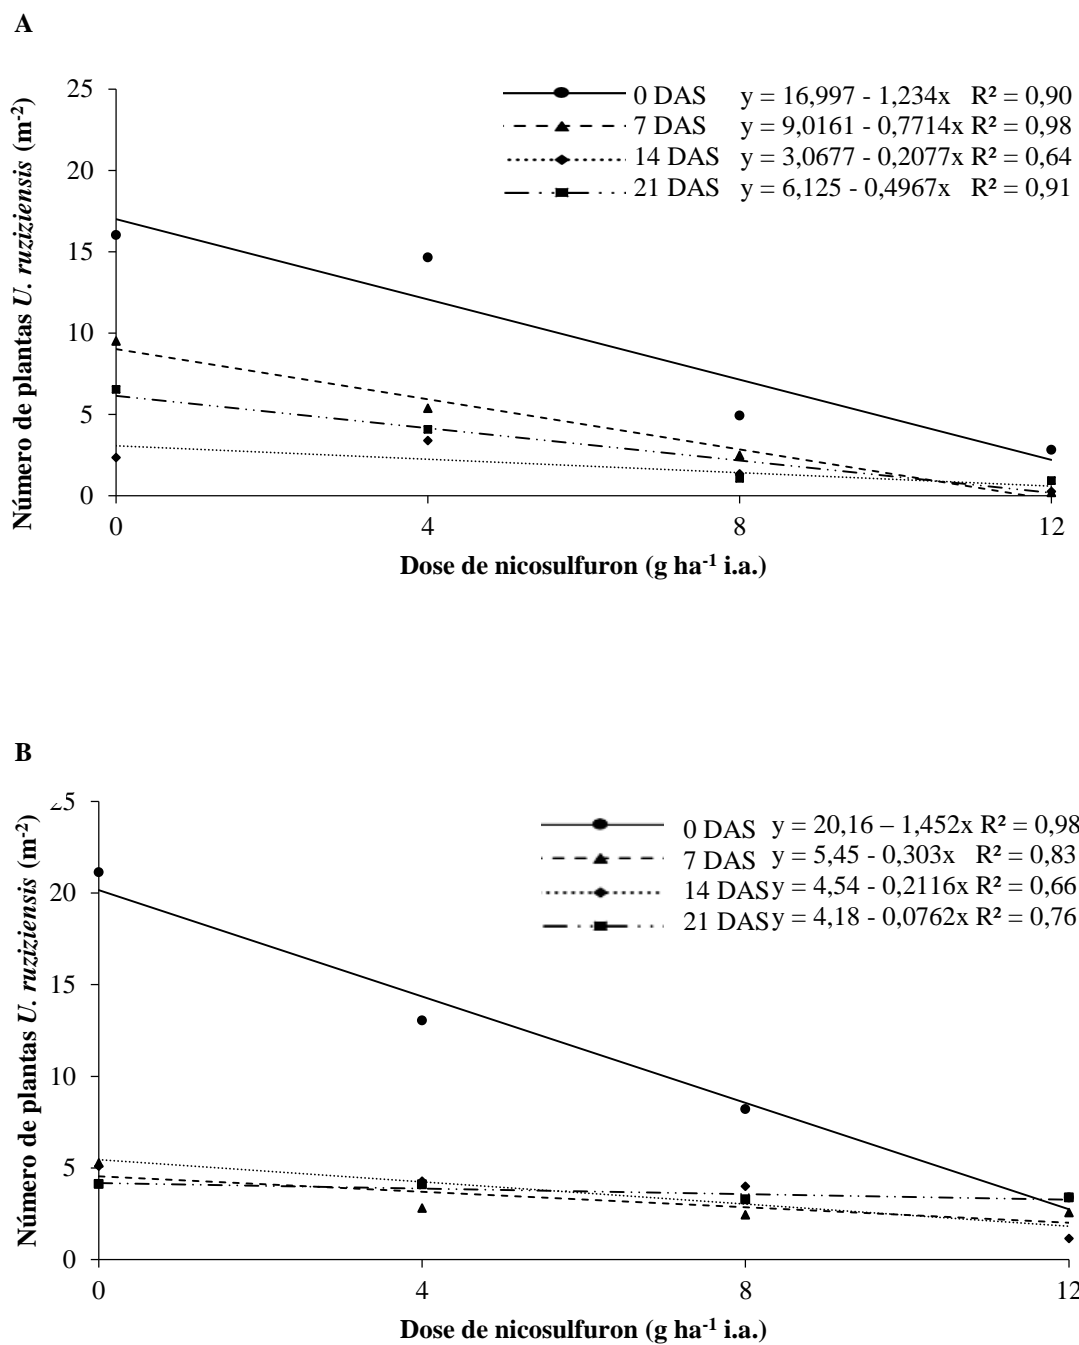 A
Número de plantas U. ruziziensis (m-2)
25
20
15
10
5
0
0 DAS y = 16,997 - 1,234x R² = 0,90
7 DAS y = 9,0161 - 0,7714x R² = 0,98
14 DAS y = 3,0677 - 0,2077x R² = 0,64
21 DAS y = 6,125 - 0,4967x R² = 0,91
0 4 8 12
Dose de nicosulfuron (g ha-1 i.a.)
B
Número de plantas U. ruziziensis (m-2)
25
20
15
10
5
0
0 DAS y = 20,16 – 1,452x R² = 0,98
7 DAS y = 5,45 - 0,303x R² = 0,83
14 DAS y = 4,54 - 0,2116x R² = 0,66
21 DAS y = 4,18 - 0,0762x R² = 0,76
0 4 8 12
Dose de nicosulfuron (g ha-1 i.a.)